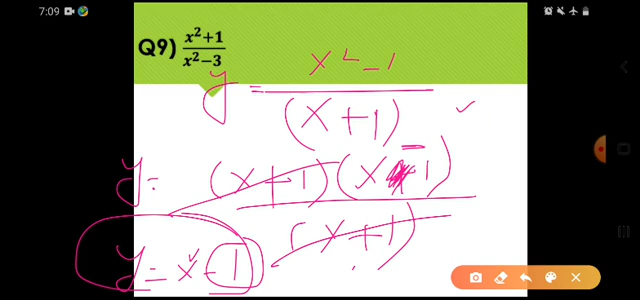 7:09
Q9) x²+1 / x²−3
y = x² − 1 / (x + 1)
y = (x + 1)(x − 1) / (x + 1)
y = x − 1